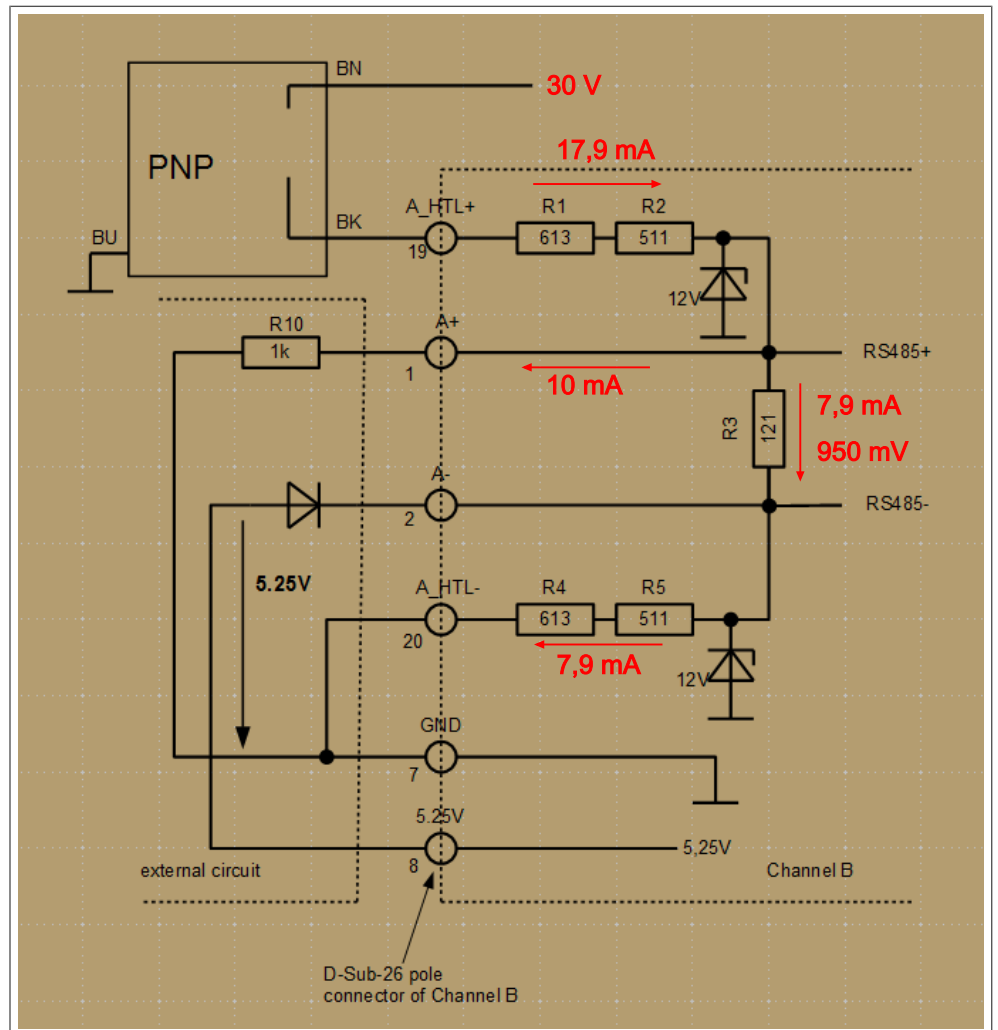 BN
30 V
PNP
17,9 mA
A_HTL+
R1
R2
BK
613
511
19
BU
12V
R10
A+
1k
RS485+
1
10 mA
7,9 mA
R3
121
950 mV
A-
RS485-
2
5.25V
A_HTL-
R4
R5
613
511
20
7,9 mA
12V
GND
7
5.25V
5,25V
8
external circuit
Channel B
D-Sub-26 pole
connector of Channel B